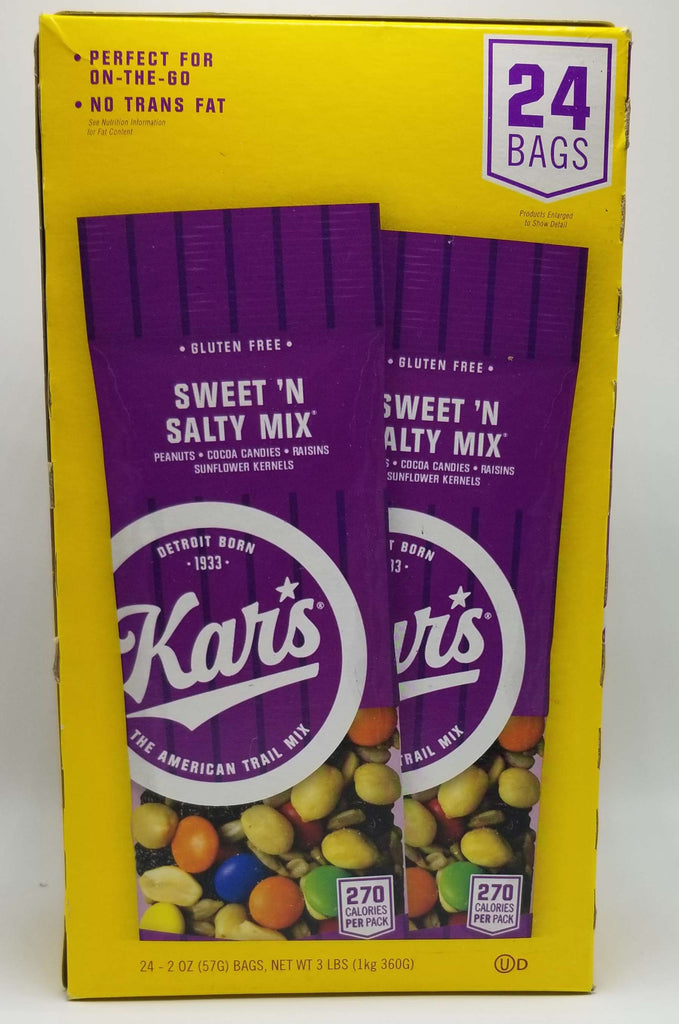 • PERFECT FOR
ON-THE-GO
• NO TRANS FAT
See Nutrition Information
for Fat Content
24
BAGS
Products Enlarged
to Show Detail
• GLUTEN FREE •
SWEET 'N
SALTY MIX®
PEANUTS • COCOA CANDIES • RAISINS
SUNFLOWER KERNELS
DETROIT BORN
• 1933 •
Kar's®
THE AMERICAN TRAIL MIX
270
CALORIES
PER PACK
• GLUTEN FREE •
SWEET 'N
ALTY MIX®
S • COCOA CANDIES • RAISINS
SUNFLOWER KERNELS
T BORN
33 •
ar's®
TRAIL MIX
270
CALORIES
PER PACK
24 - 2 OZ (57G) BAGS, NET WT 3 LBS (1kg 360G)
U D